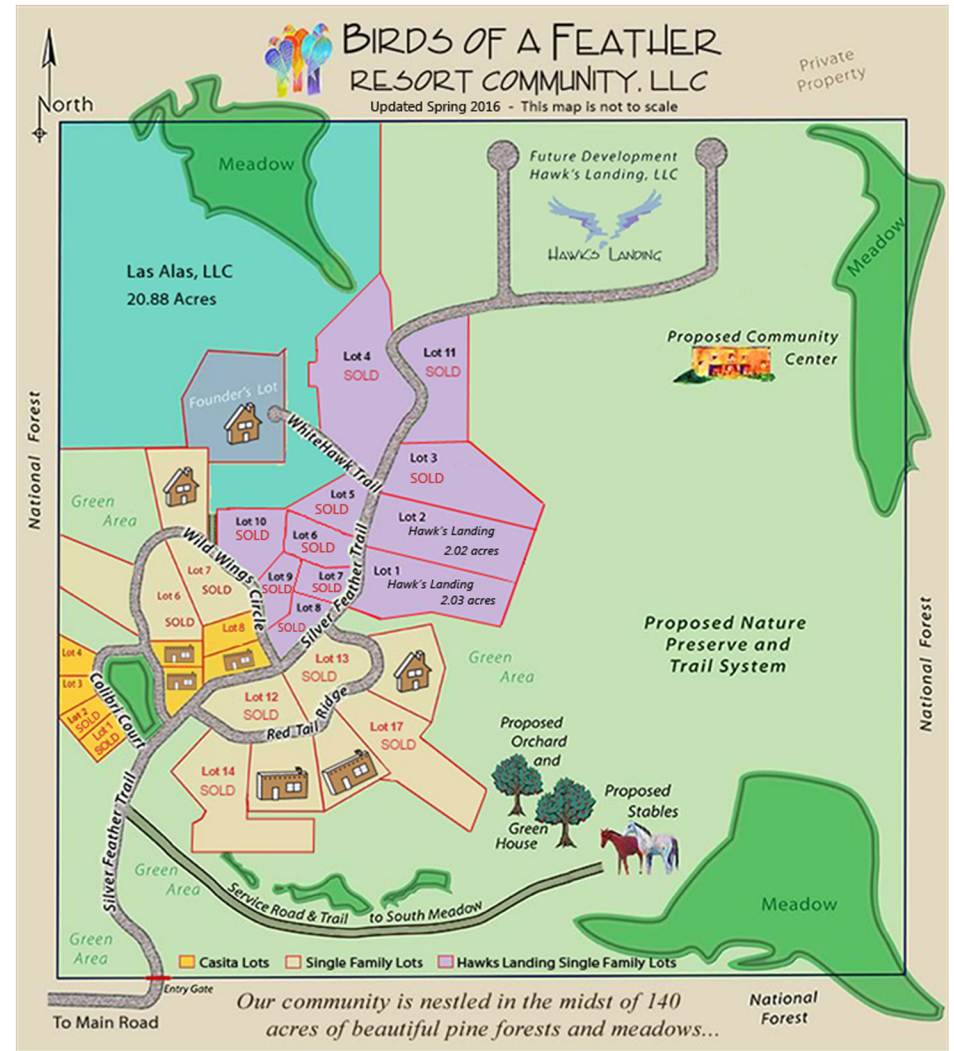 BIRDS OF A FEATHER
RESORT COMMUNITY, LLC
Updated Spring 2016 - This map is not to scale
Private
Property
North
Meadow
Future Development
Hawk's Landing, LLC
HAWKS LANDING
Meadow
Las Alas, LLC
20.88 Acres
Proposed Community
Center
Lot 4
SOLD
Lot 11
SOLD
Founder's Lot
WhiteHawk Trail
National Forest
Lot 3
SOLD
Green
Area
Lot 5
SOLD
Lot 10
SOLD
Lot 6
SOLD
Lot 2
Hawk's Landing
2.02 acres
Wild Wings Circle
Silver Feather Trail
Lot 7
SOLD
Lot 9
SOLD
Lot 7
SOLD
Lot 1
Hawk's Landing
2.03 acres
Lot 6
SOLD
Lot 8
SOLD
Lot 8
Proposed Nature
Preserve and
Trail System
National Forest
Lot 4
Lot 3
Lot 2
SOLD
Lot 1
SOLD
Colibri Court
Lot 13
SOLD
Green
Area
Lot 12
SOLD
Red Tail Ridge
Lot 17
SOLD
Proposed
Orchard
and
Green
House
Lot 14
SOLD
Proposed
Stables
Silver Feather Trail
Green
Area
Service Road & Trail to South Meadow
Meadow
Green
Area
Casita Lots
Single Family Lots
Hawks Landing Single Family Lots
Entry Gate
To Main Road
Our community is nestled in the midst of 140
acres of beautiful pine forests and meadows...
National
Forest